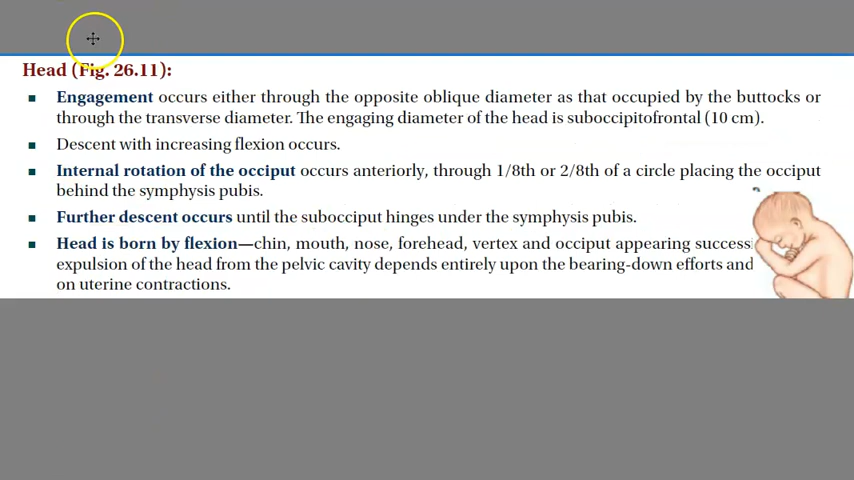 Head (Fig. 26.11):
▪ Engagement occurs either through the opposite oblique diameter as that occupied by the buttocks or
through the transverse diameter. The engaging diameter of the head is suboccipitofrontal (10 cm).
▪ Descent with increasing flexion occurs.
▪ Internal rotation of the occiput occurs anteriorly, through 1/8th or 2/8th of a circle placing the occiput
behind the symphysis pubis.
▪ Further descent occurs until the subocciput hinges under the symphysis pubis.
▪ Head is born by flexion—chin, mouth, nose, forehead, vertex and occiput appearing
expulsion of the head from the pelvic cavity depends entirely upon the bearing-down efforts and
on uterine contractions.